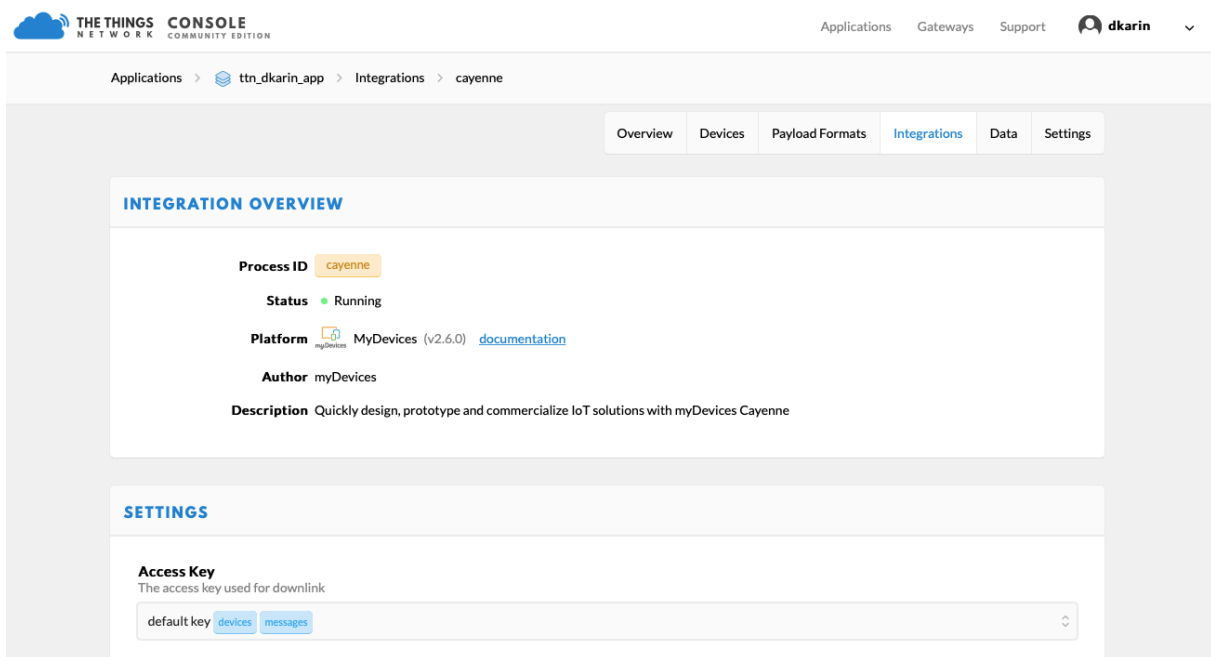 THE THINGS NETWORK CONSOLE COMMUNITY EDITION Applications Gateways Support dkarin
Applications > ttn_dkarin_app > Integrations > cayenne
Overview Devices Payload Formats Integrations Data Settings
INTEGRATION OVERVIEW
Process ID cayenne
Status Running
Platform myDevices MyDevices (v2.6.0) documentation
Author myDevices
Description Quickly design, prototype and commercialize IoT solutions with myDevices Cayenne
SETTINGS
Access Key
The access key used for downlink
default key devices messages